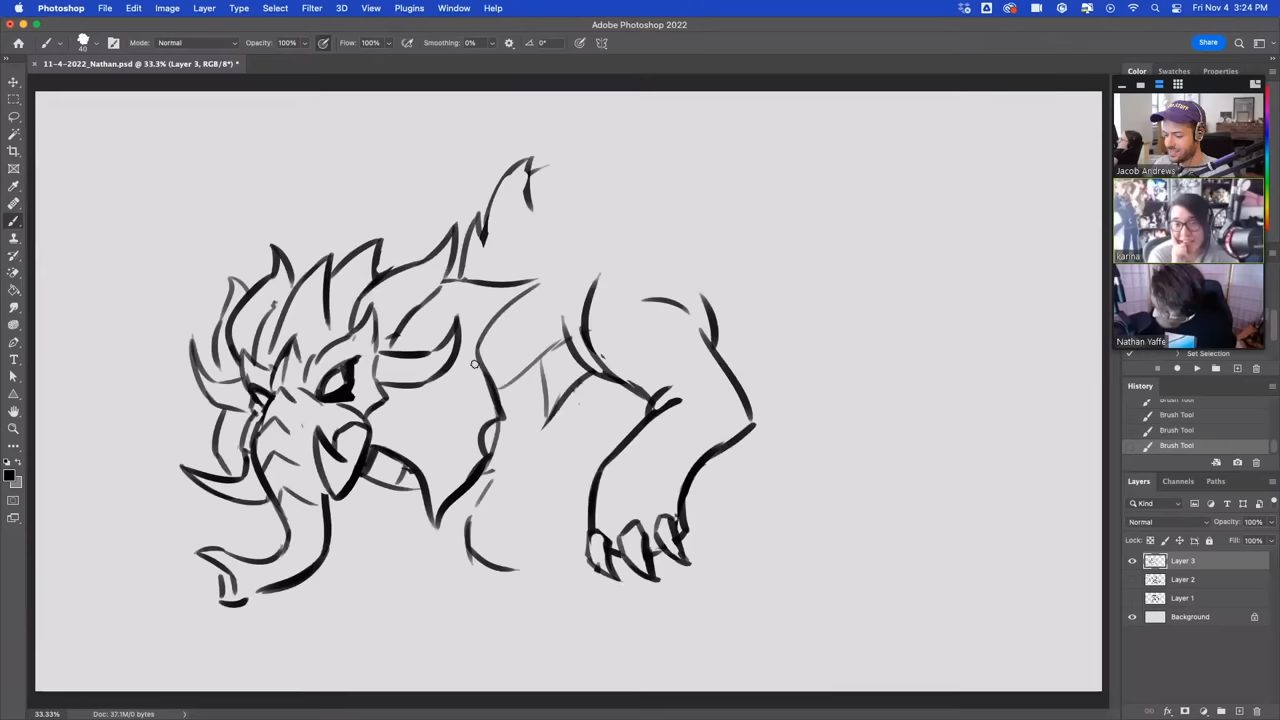 Photoshop File Edit Image Layer Type Select Filter 3D View Plugins Window Help Fri Nov 4 3:24 PM
Adobe Photoshop 2022
40 Mode: Normal Opacity: 100% Flow: 100% Smoothing: 0% 0° Share
11-4-2022_Nathan.psd @ 33.3% (Layer 3, RGB/8*) *
Color Swatches Properties
Jacob Andrews
karina
Nathan Yaffe
Set Selection
History
Brush Tool
Brush Tool
Brush Tool
Brush Tool
Layers Channels Paths
Kind
Normal Opacity: 100%
Lock: Fill: 100%
Layer 3
Layer 2
Layer 1
Background
33.33% Doc: 37.1M/0 bytes
fx